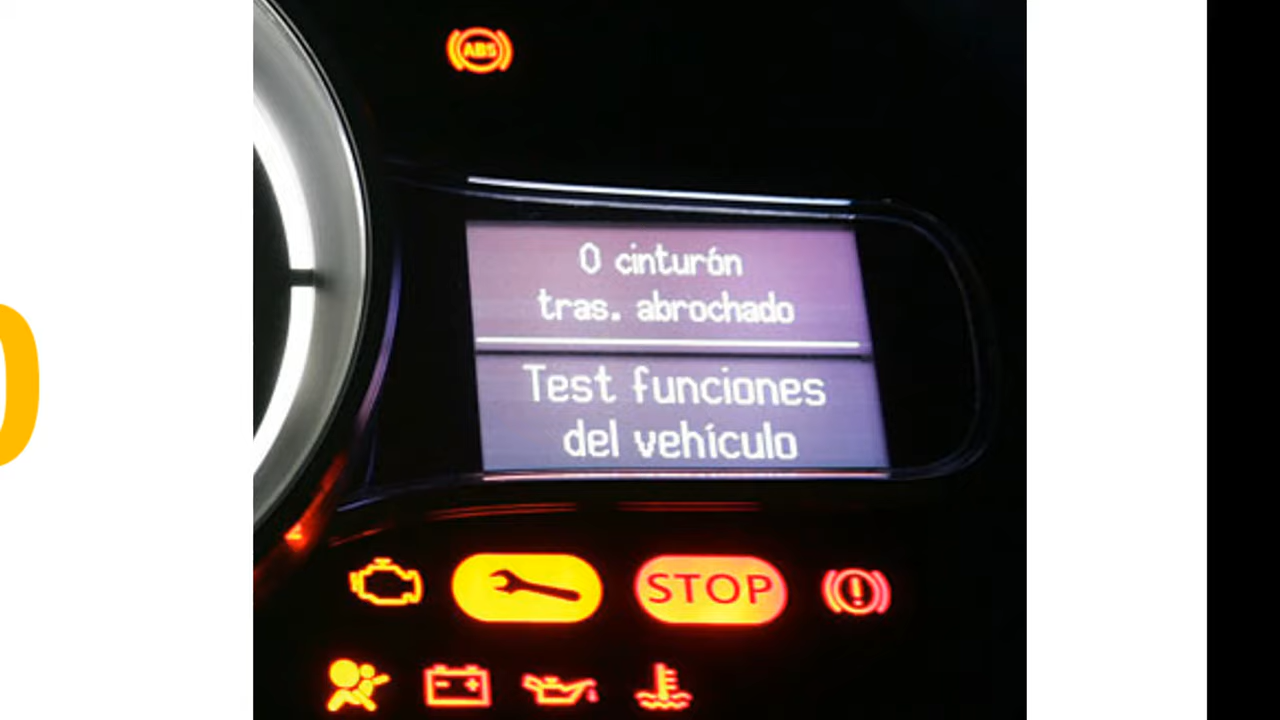 ABS
0 cinturón
tras. abrochado
Test funciones
del vehículo
STOP